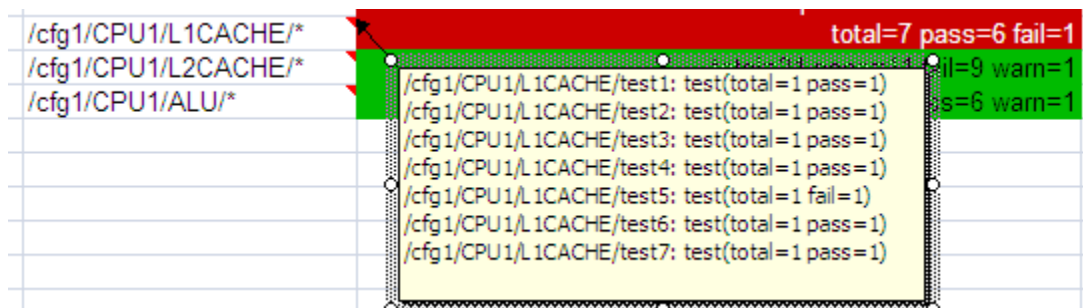 /cfg1/CPU1/L1CACHE/* total=7 pass=6 fail=1
/cfg1/CPU1/L2CACHE/* fail=9 warn=1
/cfg1/CPU1/ALU/* pass=6 warn=1
/cfg1/CPU1/L1CACHE/test1: test(total=1 pass=1)
/cfg1/CPU1/L1CACHE/test2: test(total=1 pass=1)
/cfg1/CPU1/L1CACHE/test3: test(total=1 pass=1)
/cfg1/CPU1/L1CACHE/test4: test(total=1 pass=1)
/cfg1/CPU1/L1CACHE/test5: test(total=1 fail=1)
/cfg1/CPU1/L1CACHE/test6: test(total=1 pass=1)
/cfg1/CPU1/L1CACHE/test7: test(total=1 pass=1)